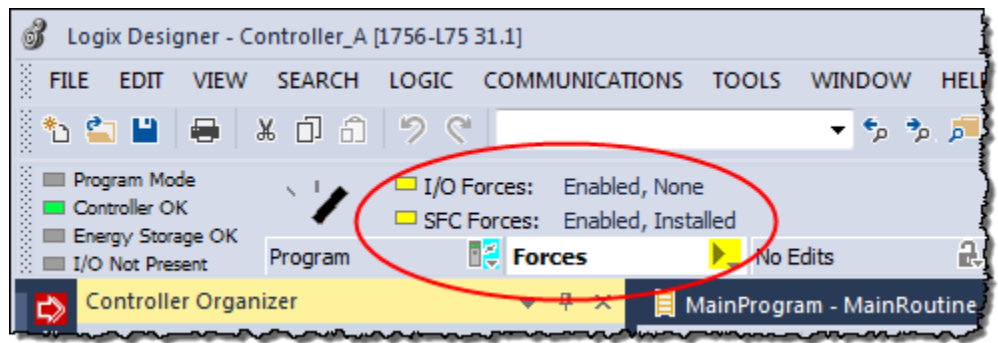 Logix Designer - Controller_A [1756-L75 31.1]
FILE EDIT VIEW SEARCH LOGIC COMMUNICATIONS TOOLS WINDOW HELP
Program Mode
Controller OK
Energy Storage OK
I/O Not Present
Program
I/O Forces: Enabled, None
SFC Forces: Enabled, Installed
Forces
No Edits
Controller Organizer
MainProgram - MainRoutine